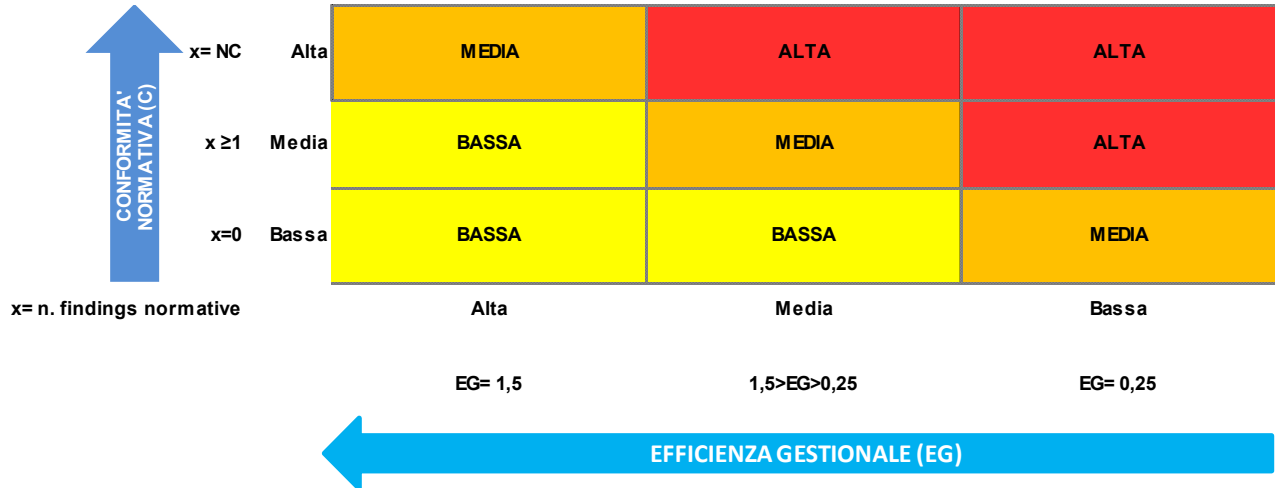 CONFORMITA'
NORMATIVA (C)
x= NC Alta MEDIA ALTA ALTA
x ≥1 Media BASSA MEDIA ALTA
x=0 Bassa BASSA BASSA MEDIA
x= n. findings normative Alta Media Bassa
EG= 1,5 1,5>EG>0,25 EG= 0,25
EFFICIENZA GESTIONALE (EG)